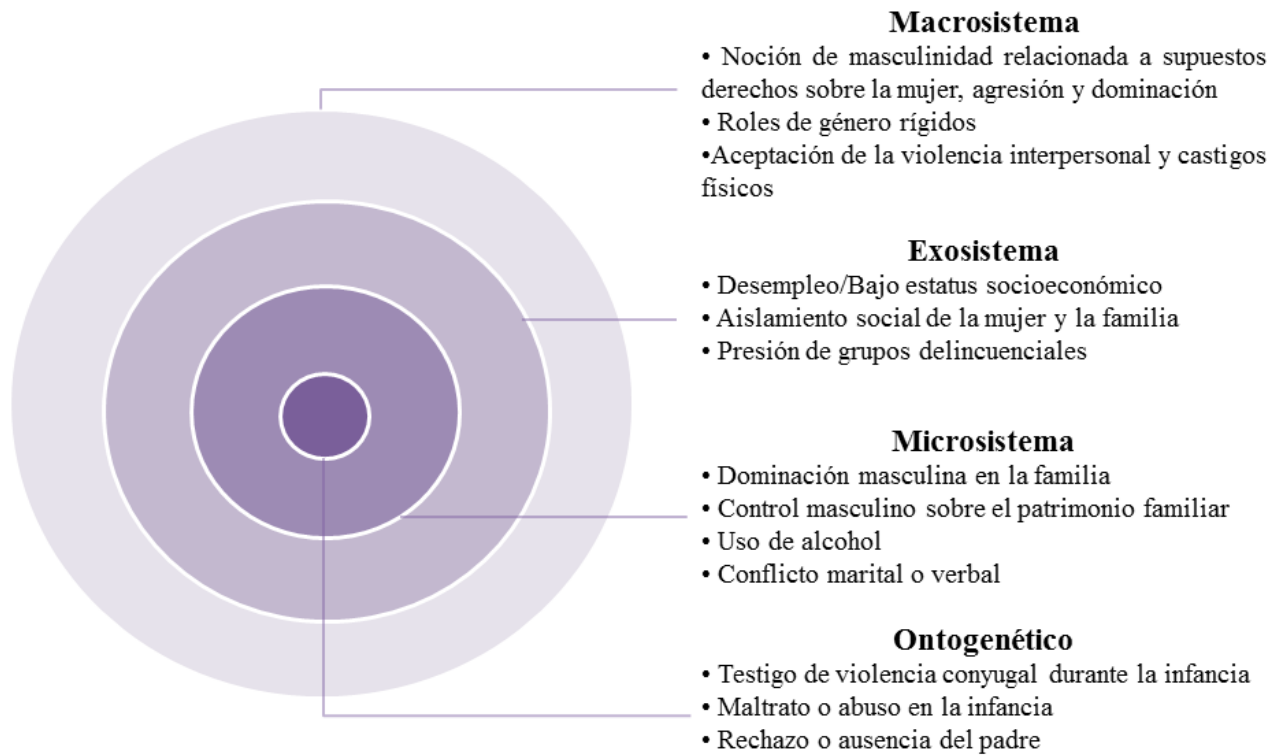 Macrosistema
• Noción de masculinidad relacionada a supuestos
derechos sobre la mujer, agresión y dominación
• Roles de género rígidos
•Aceptación de la violencia interpersonal y castigos
físicos
Exosistema
• Desempleo/Bajo estatus socioeconómico
• Aislamiento social de la mujer y la familia
• Presión de grupos delincuenciales
Microsistema
• Dominación masculina en la familia
• Control masculino sobre el patrimonio familiar
• Uso de alcohol
• Conflicto marital o verbal
Ontogenético
• Testigo de violencia conyugal durante la infancia
• Maltrato o abuso en la infancia
• Rechazo o ausencia del padre